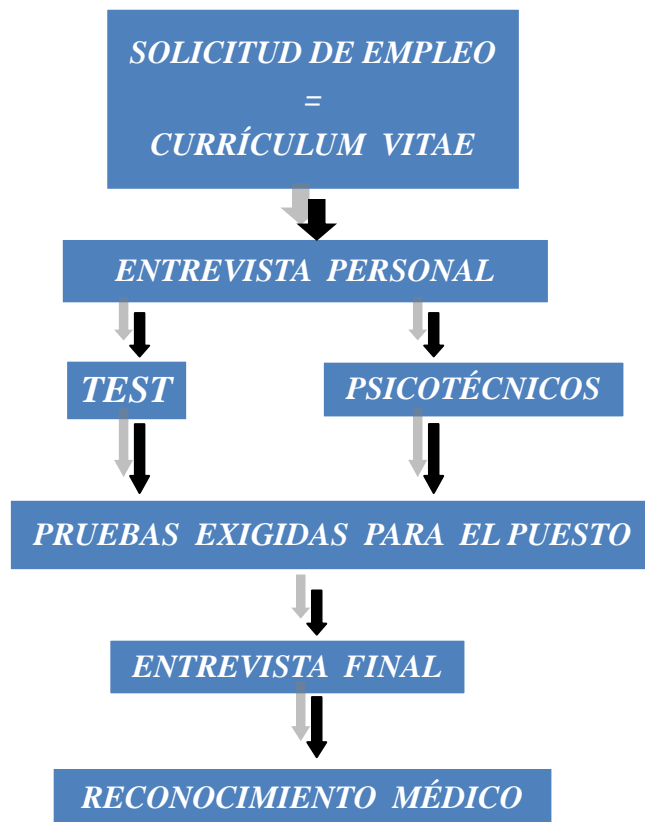 SOLICITUD DE EMPLEO
=
CURRÍCULUM VITAE
ENTREVISTA PERSONAL
TEST
PSICOTÉCNICOS
PRUEBAS EXIGIDAS PARA EL PUESTO
ENTREVISTA FINAL
RECONOCIMIENTO MÉDICO